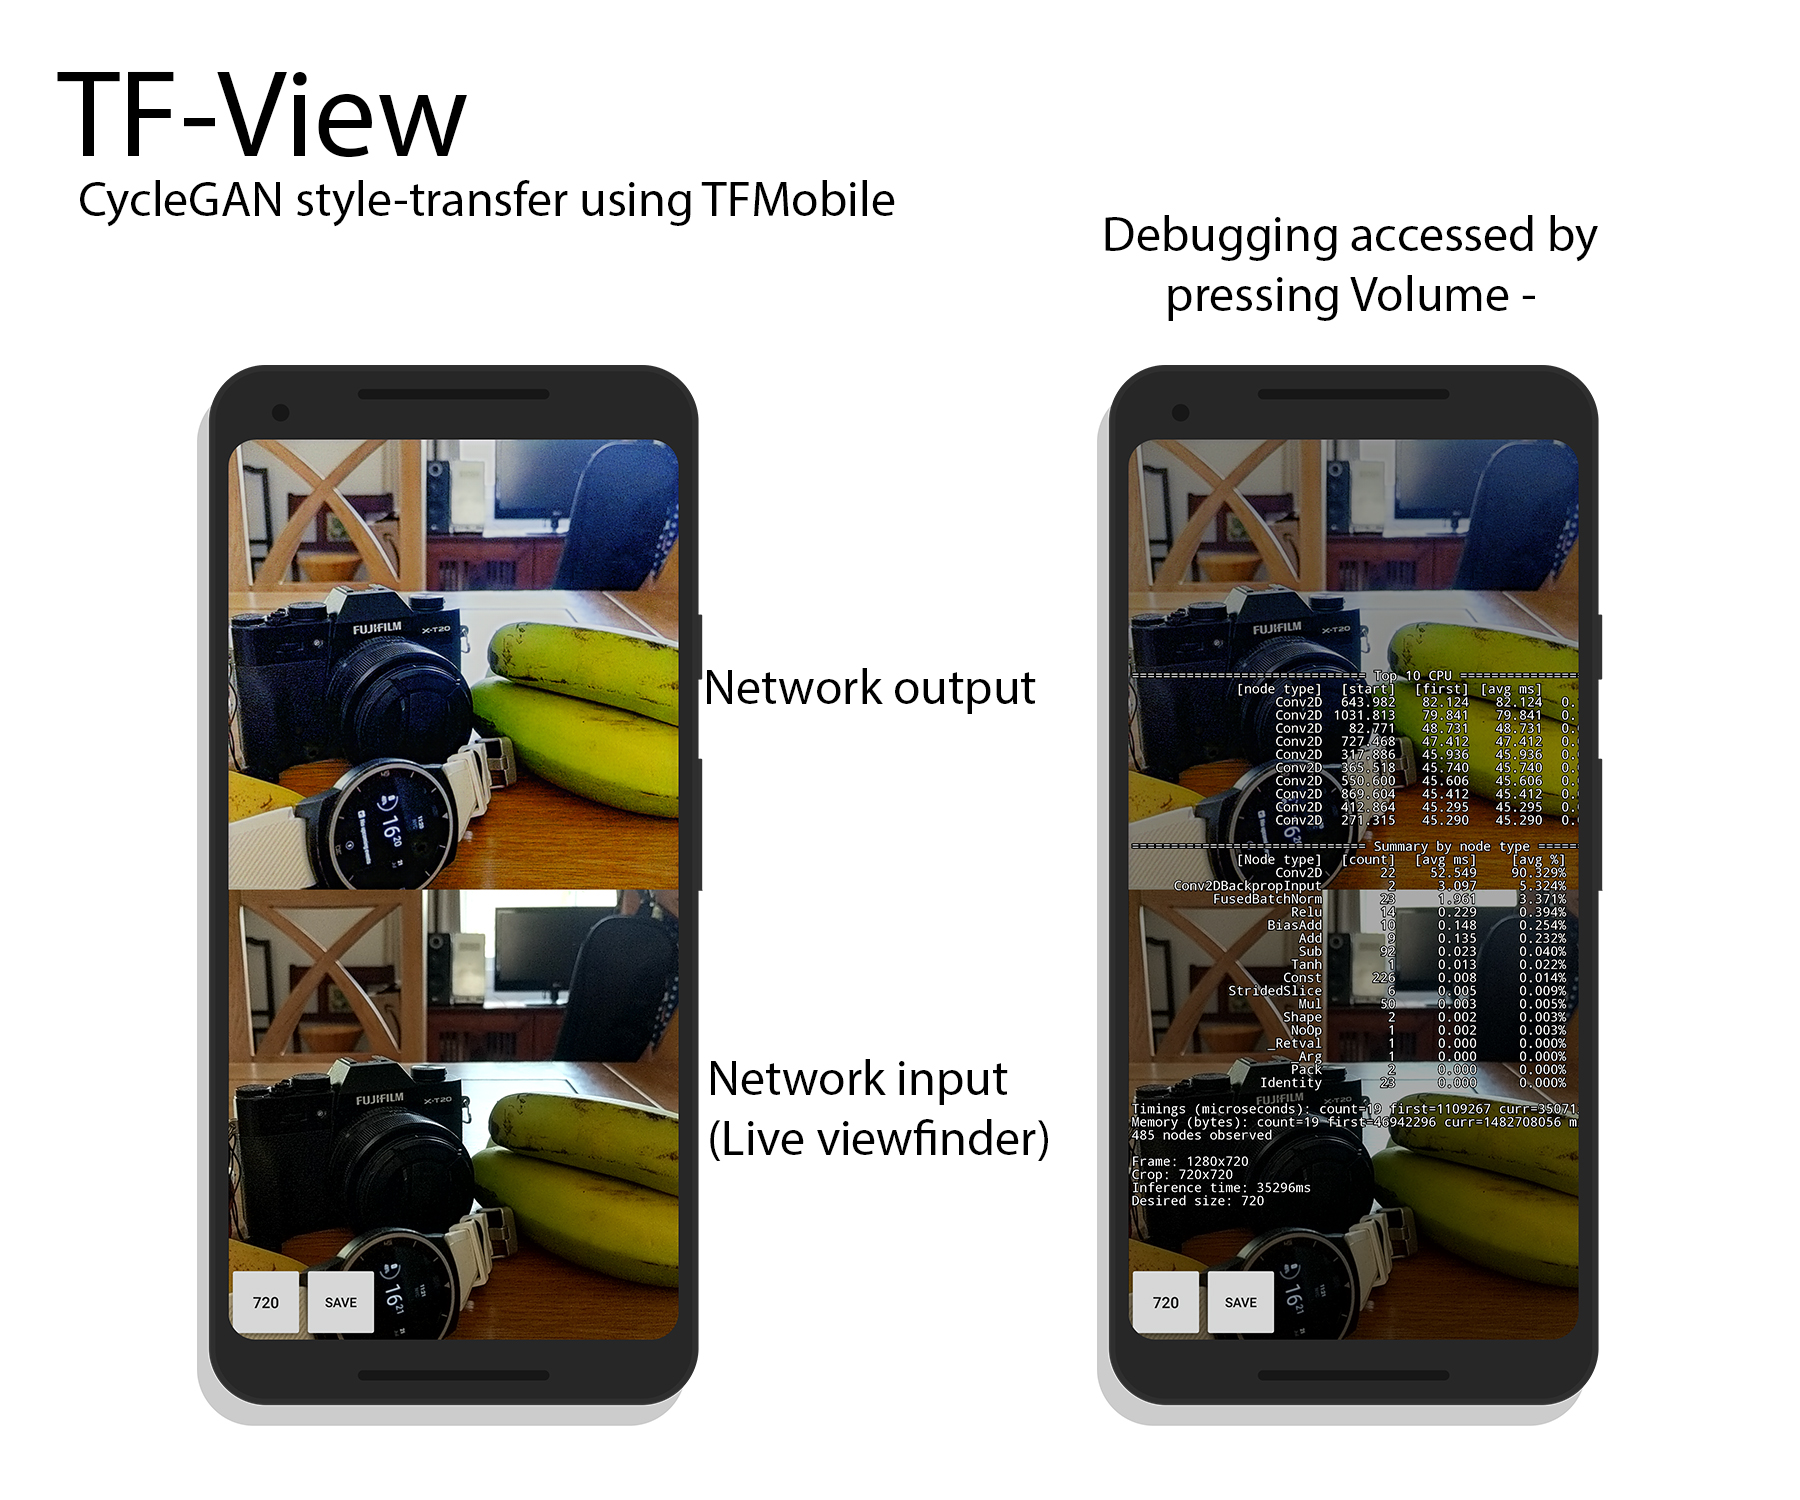 TF-View
CycleGAN style-transfer using TFMobile
Debugging accessed by
pressing Volume -
FUJIFILM X-T20
16 20
Network output
FUJIFILM X-T20
16 21
Network input
(Live viewfinder)
720 SAVE
FUJIFILM X-T20
============================== Top 10 CPU ===============
[node type] [start] [first] [avg ms]
Conv2D 643.982 82.124 82.124 0.
Conv2D 1031.813 79.841 79.841 0.
Conv2D 82.771 48.731 48.731 0.
Conv2D 727.468 47.412 47.412 0.
Conv2D 317.886 45.936 45.936 0.
Conv2D 365.518 45.740 45.740 0.
Conv2D 550.600 45.606 45.606 0.
Conv2D 869.604 45.412 45.412 0.
Conv2D 412.864 45.295 45.295 0.
Conv2D 271.315 45.290 45.290 0.
============================== Summary by node type =====
[Node type] [count] [avg ms] [avg %]
Conv2D 22 52.549 90.329%
Conv2DBackpropInput 2 3.097 5.324%
FusedBatchNorm 23 1.961 3.371%
Relu 14 0.229 0.394%
BiasAdd 10 0.148 0.254%
Add 9 0.135 0.232%
Sub 92 0.023 0.040%
Tanh 1 0.013 0.022%
Const 226 0.008 0.014%
StridedSlice 6 0.005 0.009%
Mul 50 0.003 0.005%
Shape 2 0.002 0.003%
NoOp 1 0.002 0.003%
_Retval 1 0.000 0.000%
_Arg 1 0.000 0.000%
Pack 2 0.000 0.000%
Identity 23 0.000 0.000%
Timings (microseconds): count=19 first=1109267 curr=35071
Memory (bytes): count=19 first=46942296 curr=1482708056 m
485 nodes observed
Frame: 1280x720
Crop: 720x720
Inference time: 35296ms
Desired size: 720
FUJIFILM X-T20
720 SAVE